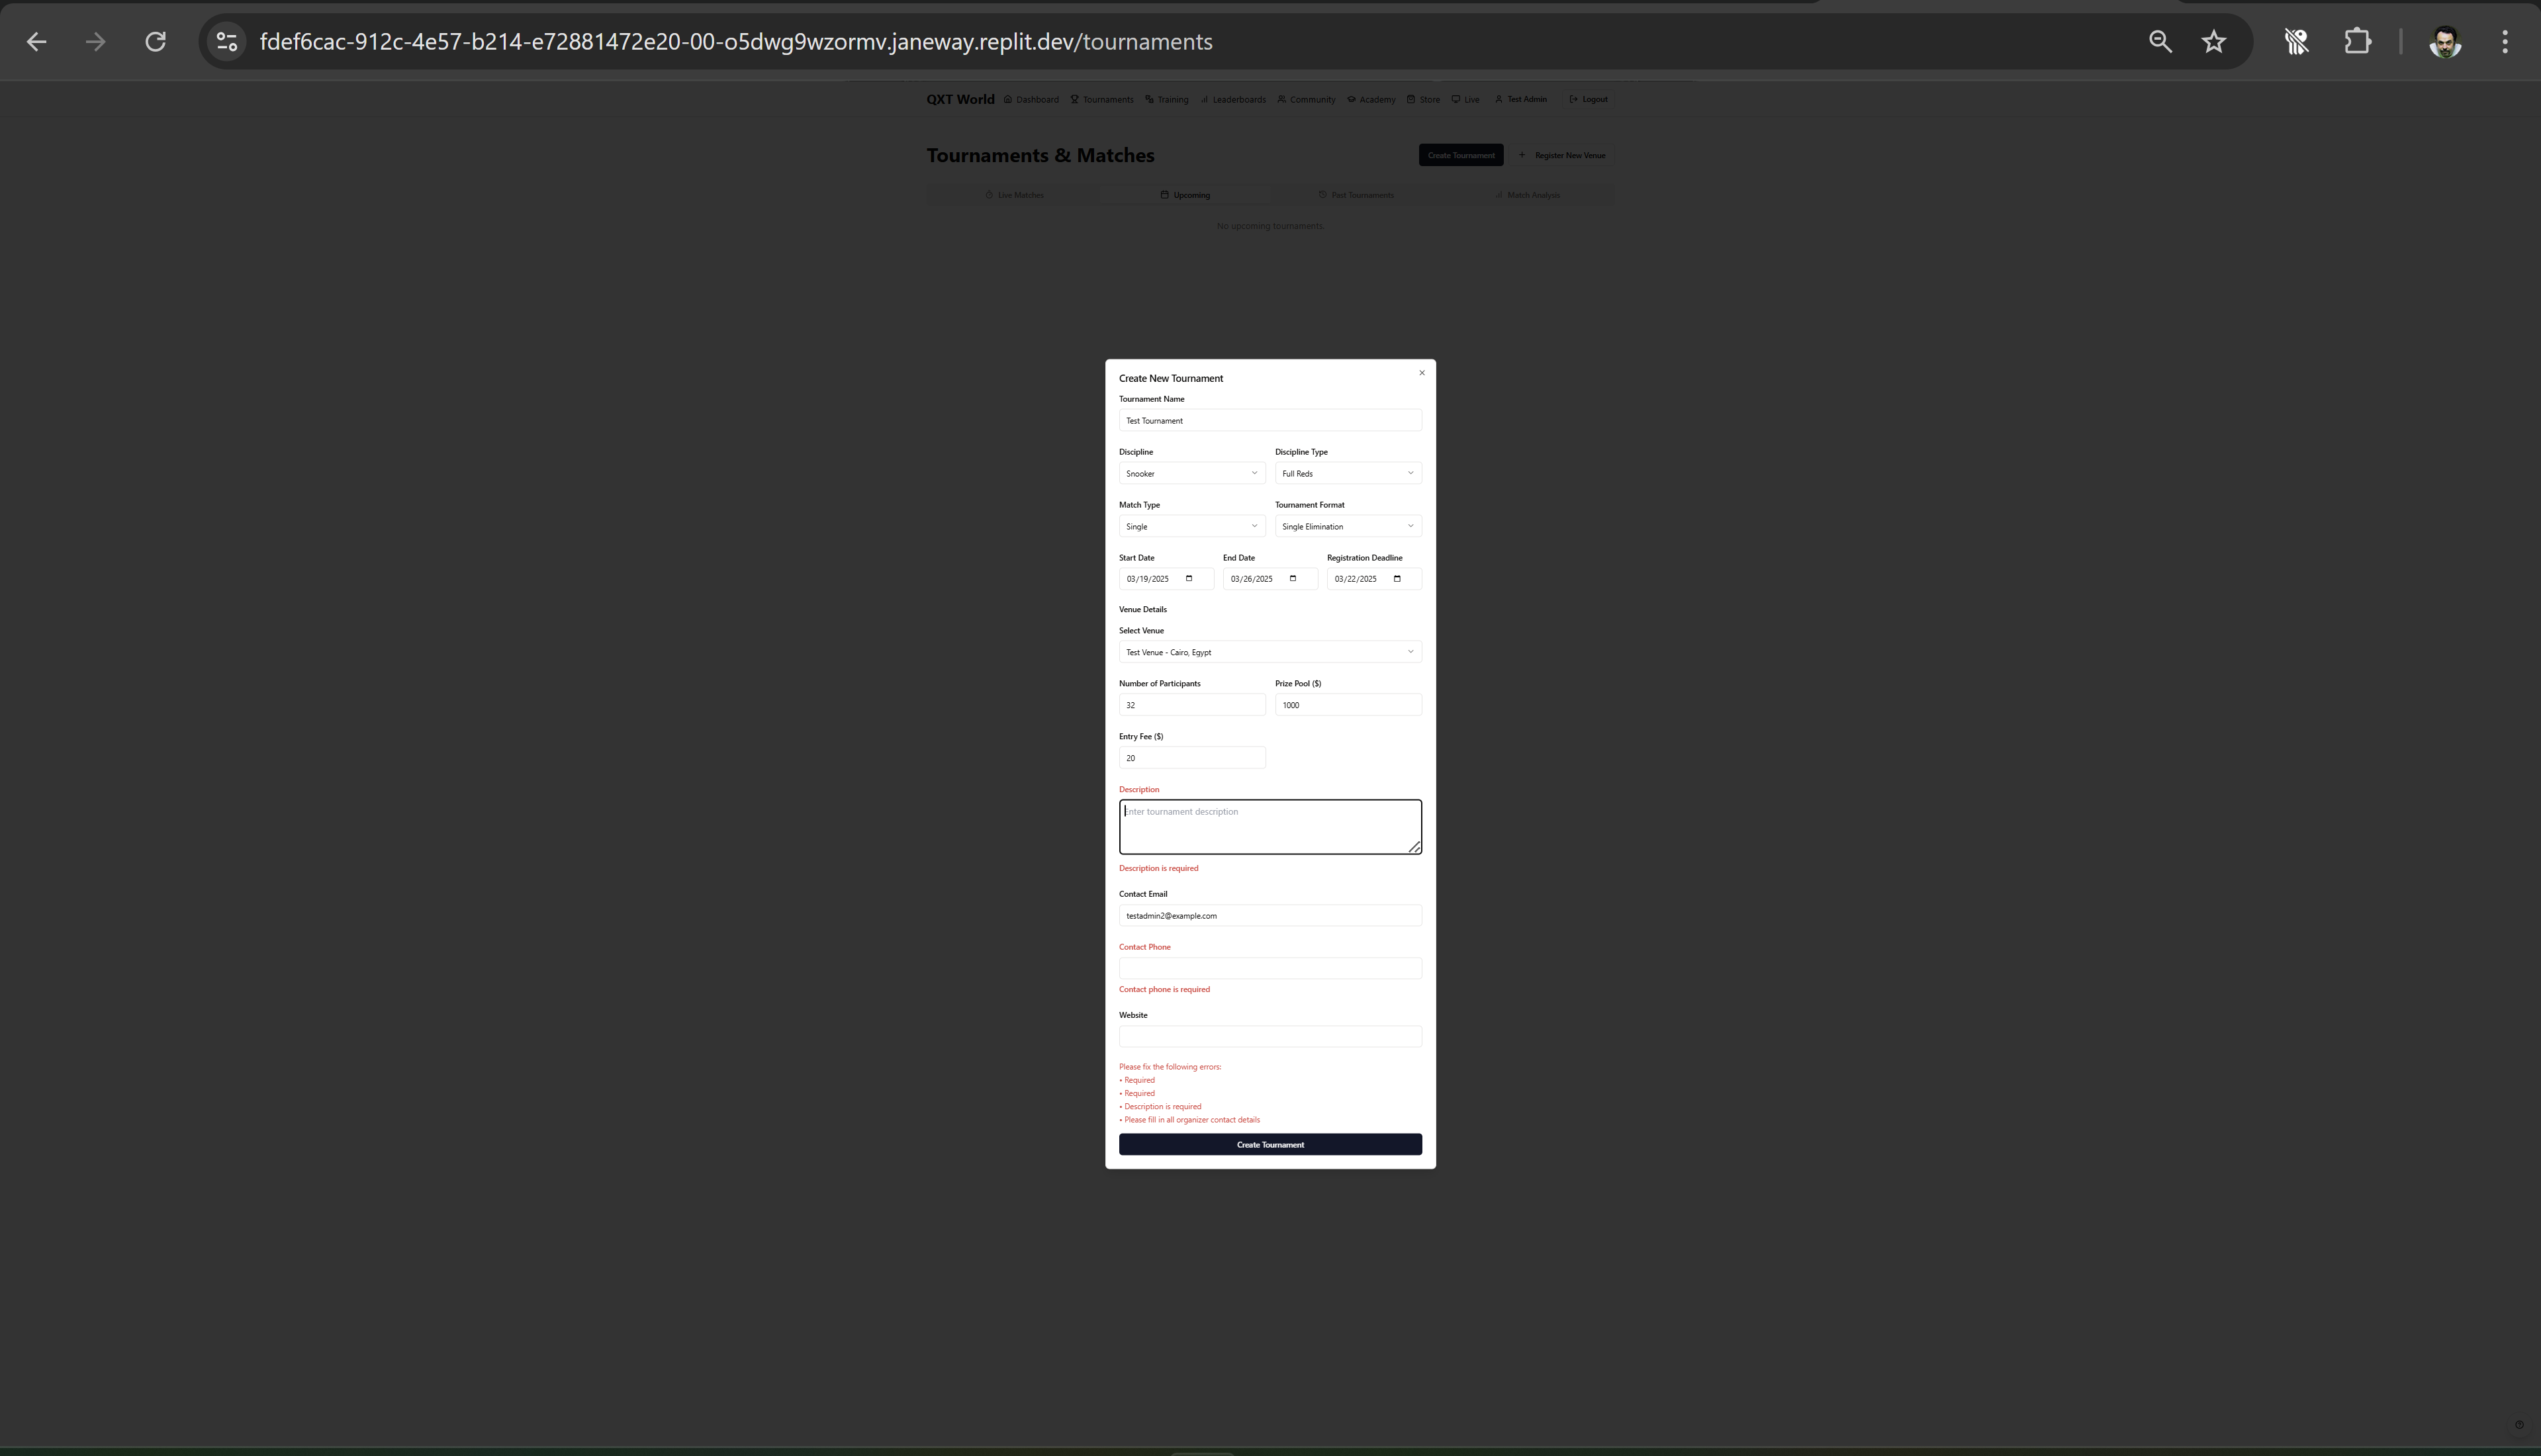 fdef6cac-912c-4e57-b214-e72881472e20-00-o5dwg9wzormv.janeway.replit.dev/tournaments
QXT World Dashboard Tournaments Training Leaderboards Community Academy Store Live Test Admin Logout
Tournaments & Matches Create Tournament + Register New Venue
Live Matches Upcoming Past Tournaments Match Analysis
No upcoming tournaments
Create New Tournament
Tournament Name
Test Tournament
Discipline Discipline Type
Snooker Full Reds
Match Type Tournament Format
Single Single Elimination
Start Date End Date Registration Deadline
03/19/2025 03/26/2025 03/22/2025
Venue Details
Select Venue
Test Venue - Cairo, Egypt
Number of Participants Prize Pool ($)
32 1000
Entry Fee ($)
20
Description
Enter tournament description
Description is required
Contact Email
testadmin2@example.com
Contact Phone
Contact phone is required
Website
Please fix the following errors:
• Required
• Required
• Description is required
• Please fill in all organizer contact details
Create Tournament